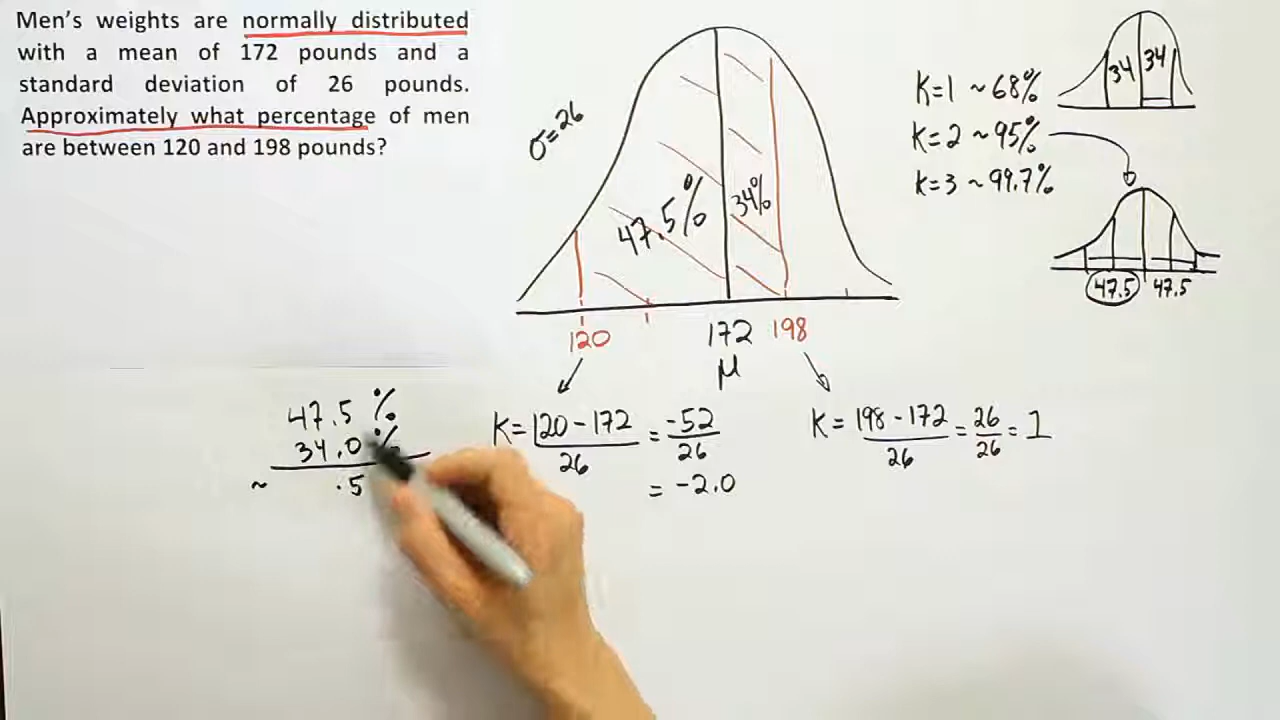 Men's weights are normally distributed
with a mean of 172 pounds and a
standard deviation of 26 pounds.
Approximately what percentage of men
are between 120 and 198 pounds?
σ=26
47.5%
34%
120
172
198
μ
K=1 ~68%
K=2 ~95%
K=3 ~99.7%
34 34
47.5 47.5
47.5 %
34.0 %
~ .5
K= 120-172 / 26 = -52 / 26
= -2.0
K= 198-172 / 26 = 26 / 26 = 1